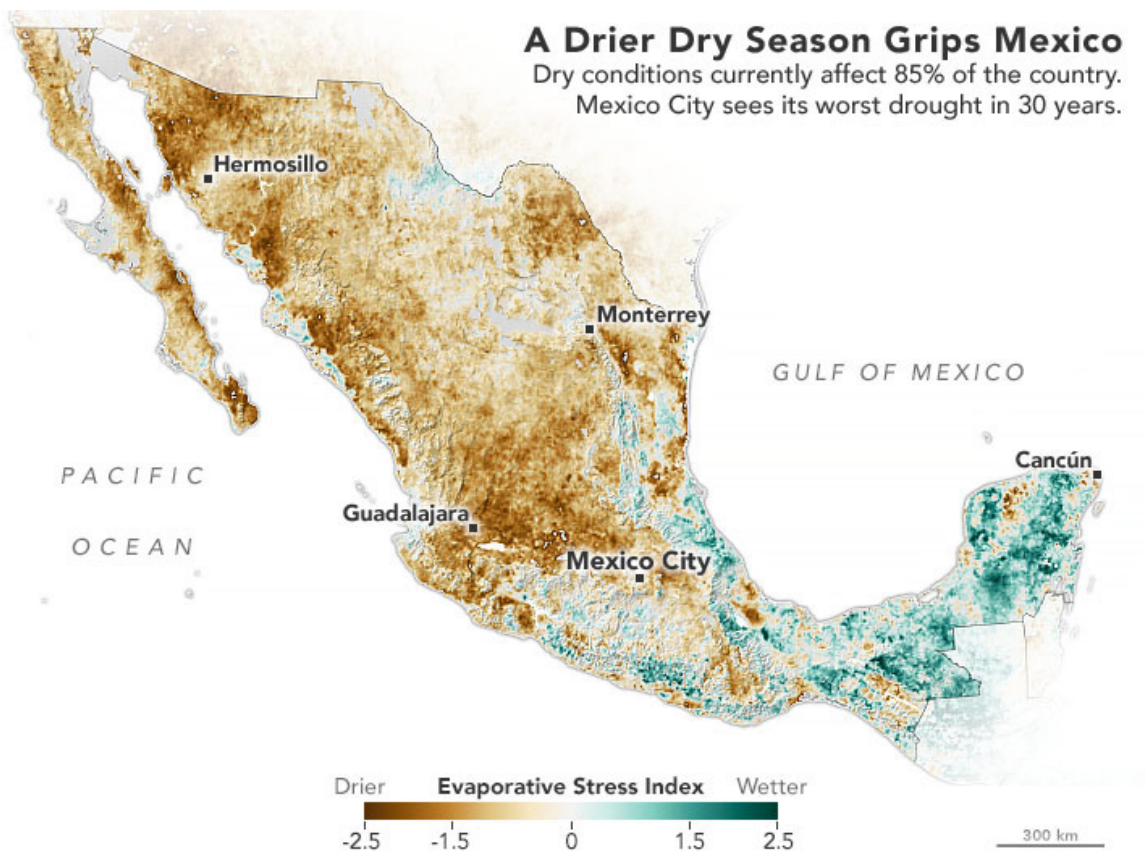 A Drier Dry Season Grips Mexico
Dry conditions currently affect 85% of the country.
Mexico City sees its worst drought in 30 years.
Hermosillo
Monterrey
GULF OF MEXICO
Cancún
PACIFIC
OCEAN
Guadalajara
Mexico City
Drier Evaporative Stress Index Wetter
-2.5 -1.5 0 1.5 2.5
300 km